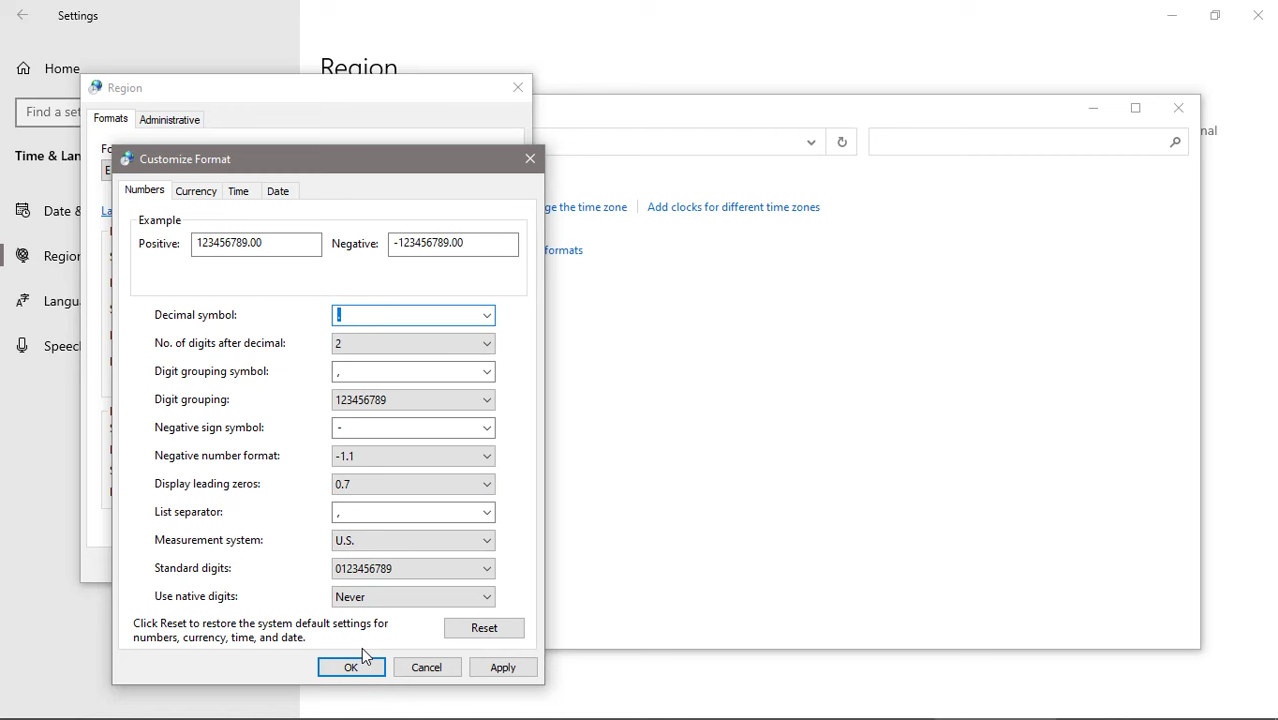 Settings
Home
Find a set
Time & Lan
Date &
Region
Langu
Speech
Region
nal
Region
Formats Administrative
Fo
E
La
ge the time zone Add clocks for different time zones
formats
Customize Format
Numbers Currency Time Date
Example
Positive: 123456789.00 Negative: -123456789.00
Decimal symbol: .
No. of digits after decimal: 2
Digit grouping symbol: ,
Digit grouping: 123456789
Negative sign symbol: -
Negative number format: -1.1
Display leading zeros: 0.7
List separator: ,
Measurement system: U.S.
Standard digits: 0123456789
Use native digits: Never
Click Reset to restore the system default settings for
numbers, currency, time, and date.
Reset
OK Cancel Apply